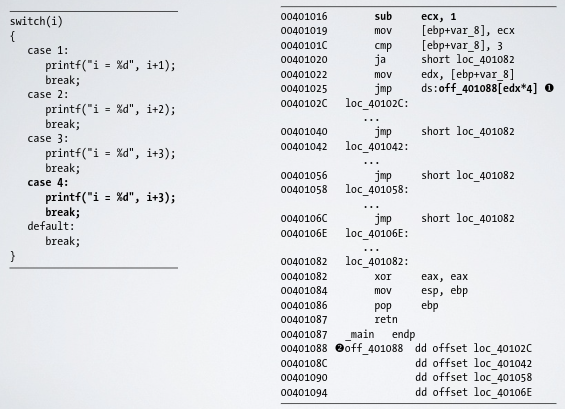 switch(i)
{
   case 1:
      printf("i = %d", i+1);
      break;
   case 2:
      printf("i = %d", i+2);
      break;
   case 3:
      printf("i = %d", i+3);
      break;
   case 4:
      printf("i = %d", i+3);
      break;
   default:
      break;
}
00401016 sub ecx, 1
00401019 mov [ebp+var_8], ecx
0040101C cmp [ebp+var_8], 3
00401020 ja short loc_401082
00401022 mov edx, [ebp+var_8]
00401025 jmp ds:off_401088[edx*4] ❶
0040102C loc_40102C:
...
00401040 jmp short loc_401082
00401042 loc_401042:
...
00401056 jmp short loc_401082
00401058 loc_401058:
...
0040106C jmp short loc_401082
0040106E loc_40106E:
...
00401082 loc_401082:
00401082 xor eax, eax
00401084 mov esp, ebp
00401086 pop ebp
00401087 retn
00401087 _main endp
00401088 ❷off_401088 dd offset loc_40102C
0040108C dd offset loc_401042
00401090 dd offset loc_401058
00401094 dd offset loc_40106E